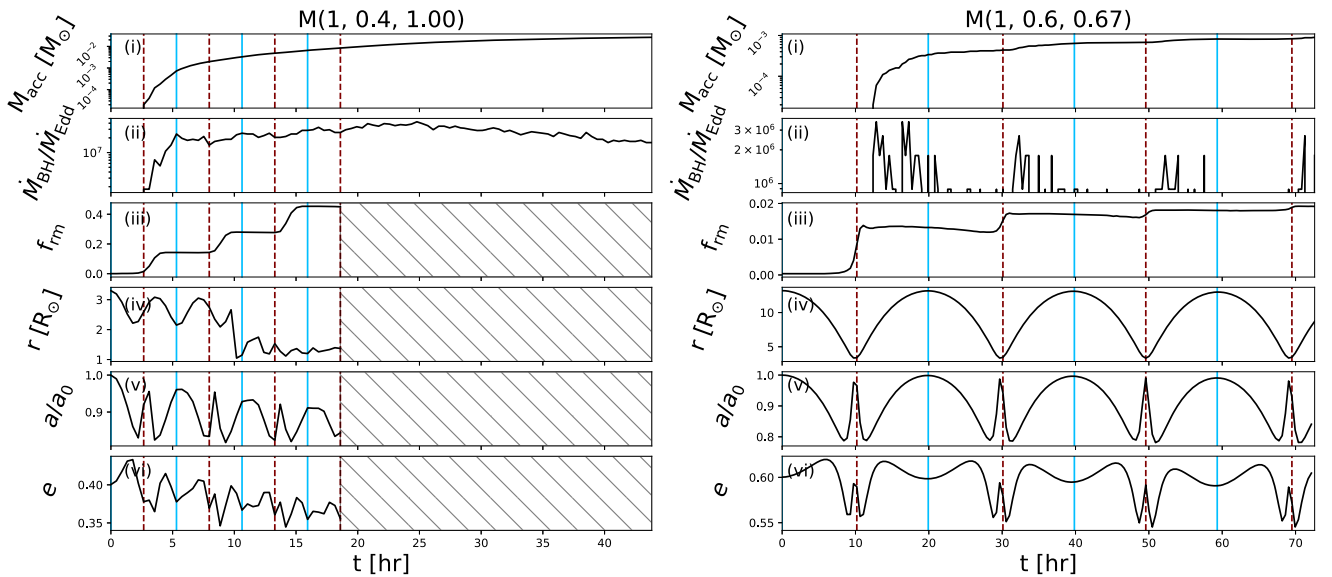 M(1, 0.4, 1.00)
(i)
M_acc [M_⊙]
10^-2
10^-3
10^-4
(ii)
Ṁ_BH/Ṁ_Edd
10^7
(iii)
f_rm
0.4
0.2
0.0
(iv)
r [R_⊙]
3
2
1
(v)
a/a_0
1.0
0.9
(vi)
e
0.40
0.35
0 5 10 15 20 25 30 35 40
t [hr]
M(1, 0.6, 0.67)
(i)
M_acc [M_⊙]
10^-3
10^-4
(ii)
Ṁ_BH/Ṁ_Edd
3 × 10^6
2 × 10^6
10^6
(iii)
f_rm
0.02
0.01
0.00
(iv)
r [R_⊙]
10
5
(v)
a/a_0
1.0
0.9
0.8
(vi)
e
0.60
0.55
0 10 20 30 40 50 60 70
t [hr]